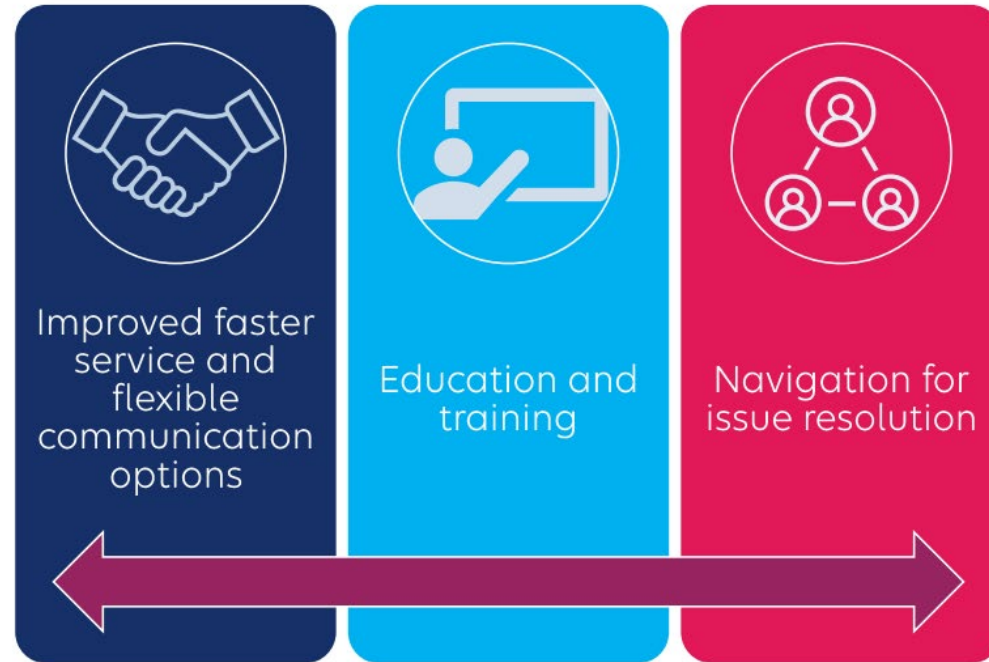 Improved faster
service and
flexible
communication
options
Education and
training
Navigation for
issue resolution